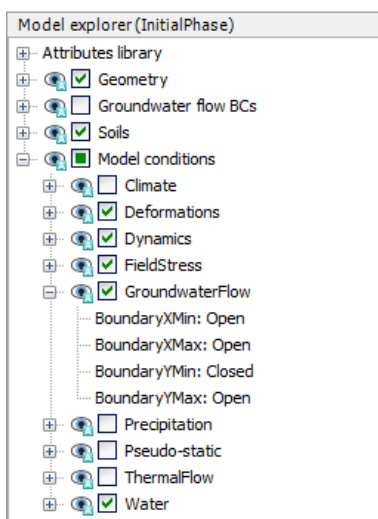 Model explorer (InitialPhase)
Attributes library
Geometry
Groundwater flow BCs
Soils
Model conditions
Climate
Deformations
Dynamics
FieldStress
GroundwaterFlow
BoundaryXMin: Open
BoundaryXMax: Open
BoundaryYMin: Closed
BoundaryYMax: Open
Precipitation
Pseudo-static
ThermalFlow
Water